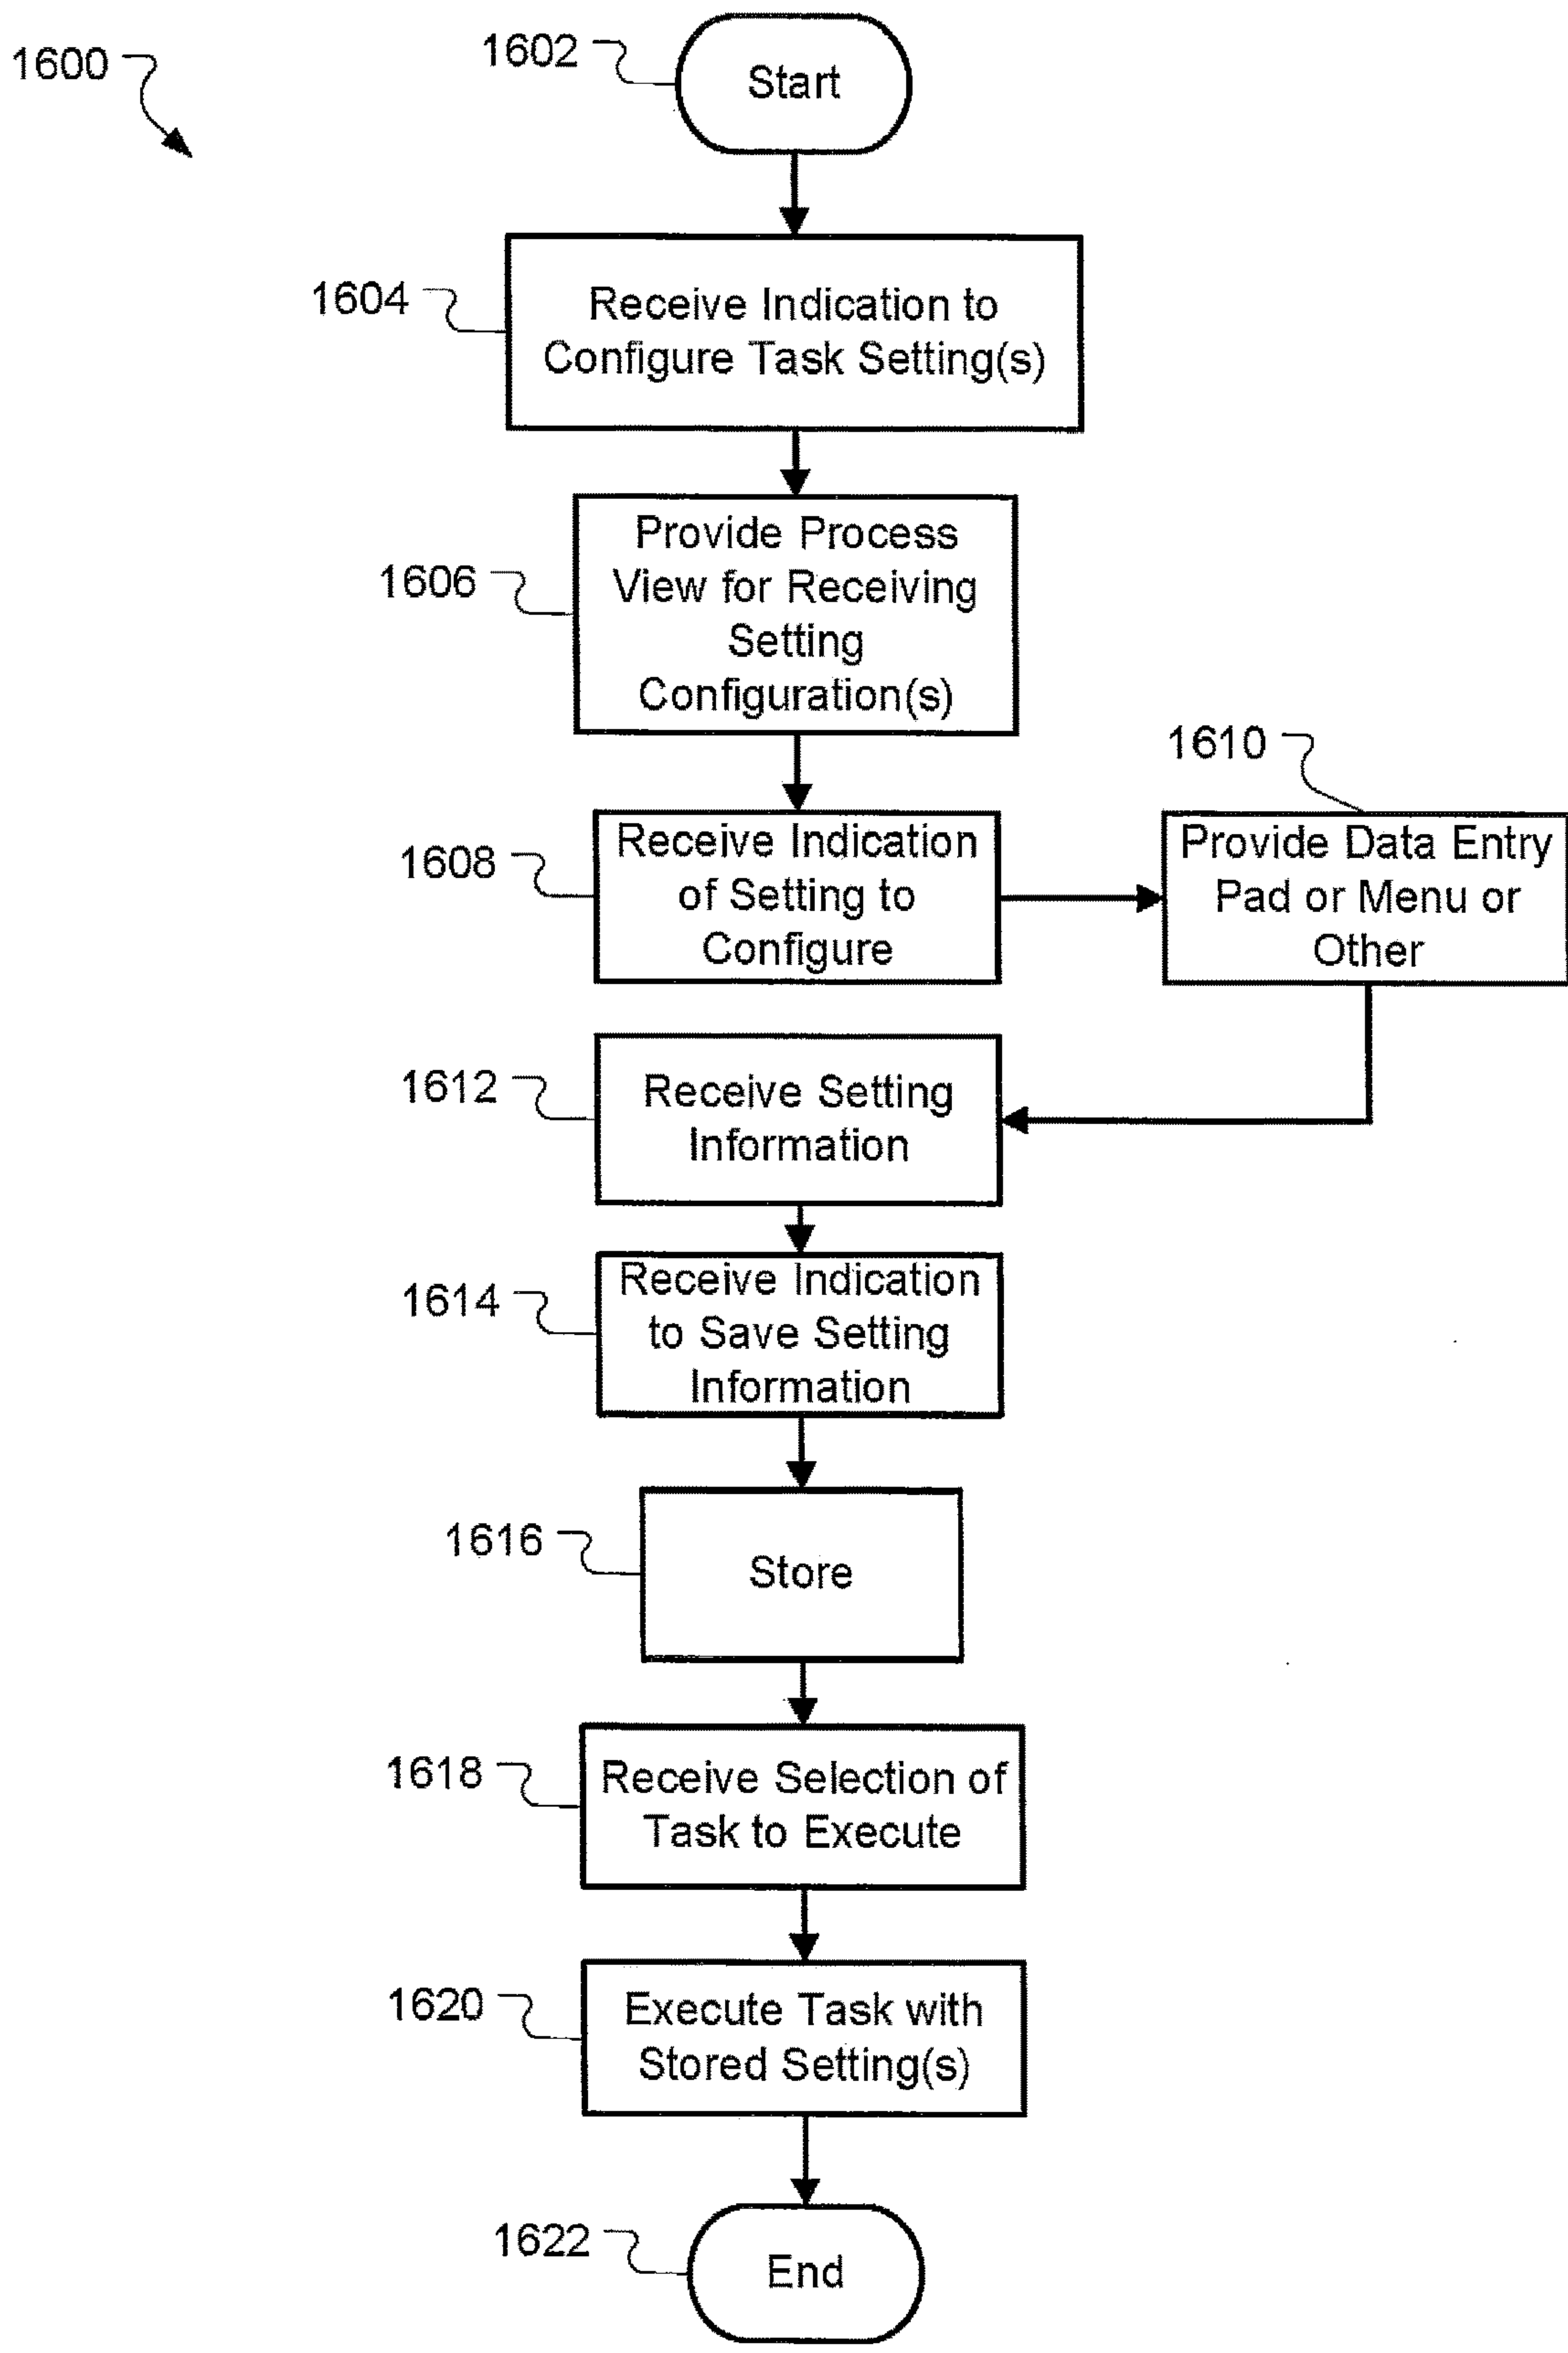 1600
1602
Start
1604
Receive Indication to
Configure Task Setting(s)
1606
Provide Process
View for Receiving
Setting
Configuration(s)
1608
Receive Indication
of Setting to
Configure
1610
Provide Data Entry
Pad or Menu or
Other
1612
Receive Setting
Information
1614
Receive Indication
to Save Setting
Information
1616
Store
1618
Receive Selection of
Task to Execute
1620
Execute Task with
Stored Setting(s)
1622
End